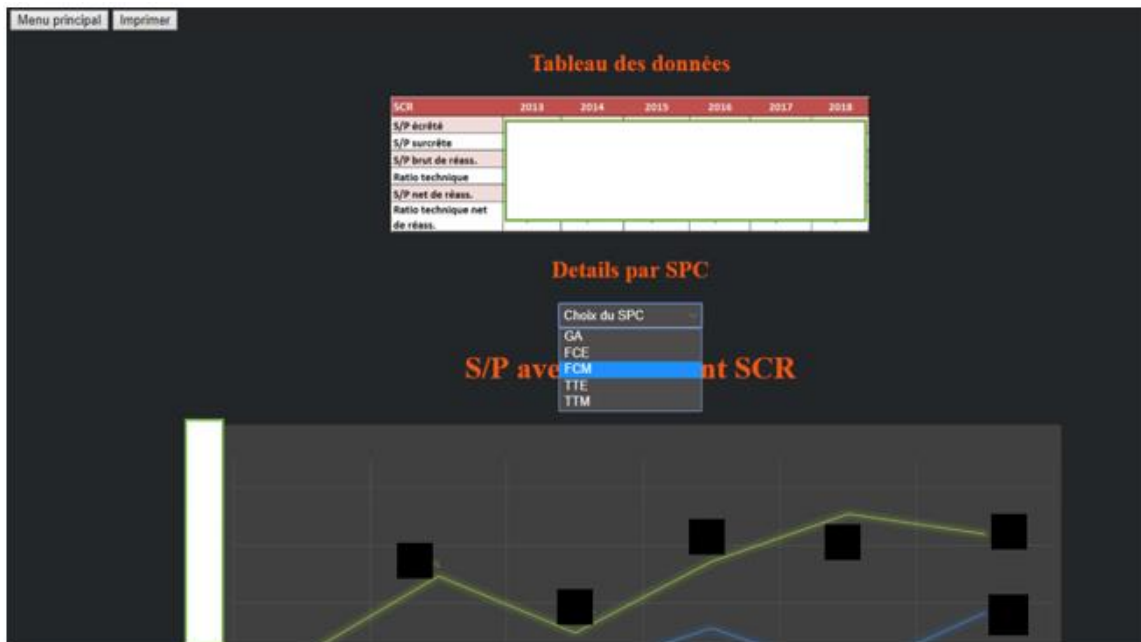 Menu principal Imprimer
Tableau des données
SCR 2013 2014 2015 2016 2017 2018
S/P écrêté
S/P surcrête
S/P brut de réass.
Ratio technique
S/P net de réass.
Ratio technique net
de réass.
Details par SPC
Choix du SPC
GA
FCE
S/P ave FCM nt SCR
TTE
TTM